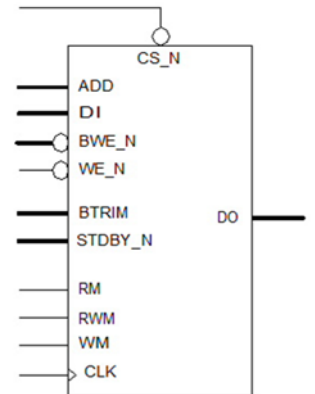 CS_N
ADD
DI
BWE_N
WE_N
BTRIM
DO
STDBY_N
RM
RWM
WM
CLK